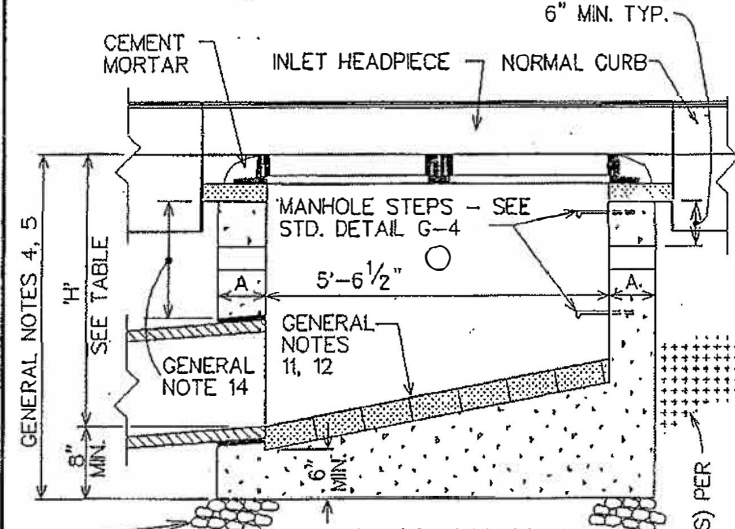 6" MIN. TYP.
CEMENT
MORTAR
INLET HEADPIECE
NORMAL CURB
MANHOLE STEPS - SEE
STD. DETAIL G-4
A
5'-6 1/2"
A
GENERAL NOTES 4, 5
'H'
SEE TABLE
GENERAL
NOTES
11, 12
GENERAL
NOTE 14
8"
MIN.
6"
MIN.
S) PER